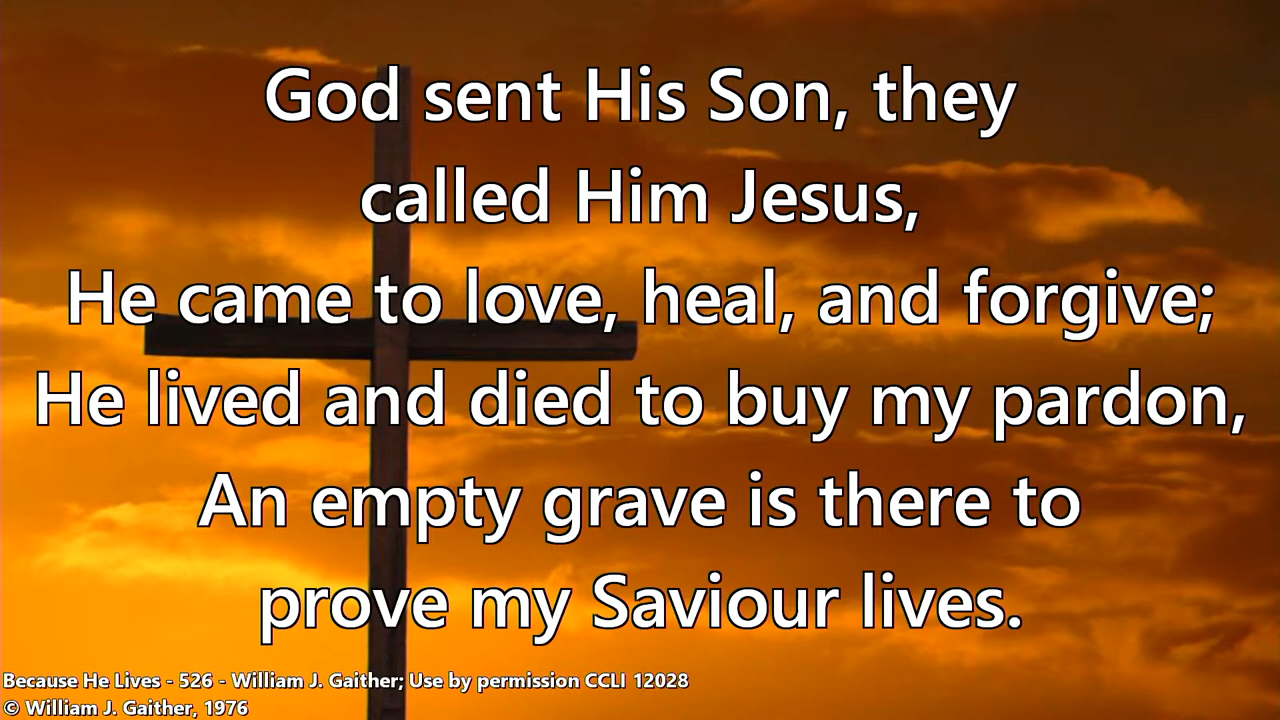 God sent His Son, they
called Him Jesus,
He came to love, heal, and forgive;
He lived and died to buy my pardon,
An empty grave is there to
prove my Saviour lives.
Because He Lives - 526 - William J. Gaither; Use by permission CCLI 12028
© William J. Gaither, 1976